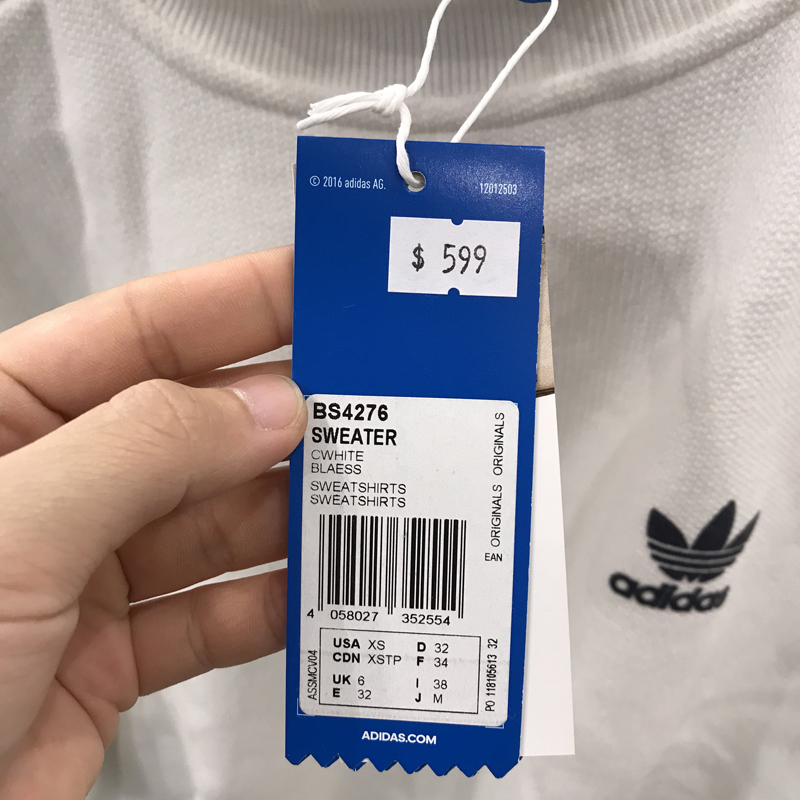 © 2016 adidas AG.
12012503
$ 599
BS4276
SWEATER
CWHITE
BLAESS
SWEATSHIRTS
SWEATSHIRTS
ORIGINALS ORIGINALS
EAN
4 058027 352554
ASSMCV04
USA XS D 32
CDN XSTP F 34
UK 6 I 38
E 32 J M
PO 118105613 32
ADIDAS.COM
adidas